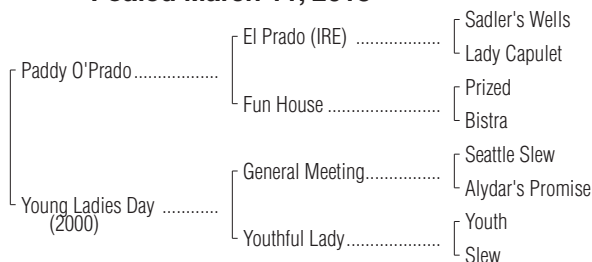 Foaled March
Sadler's Wells
El Prado (IRE) ...................
Lady Capulet
Paddy O'Prado ..................
Prized
Fun House .........................
Bistra
Seattle Slew
General Meeting.................
Alydar's Promise
Young Ladies Day ............
(2000)
Youth
Youthful Lady.....................
Slew